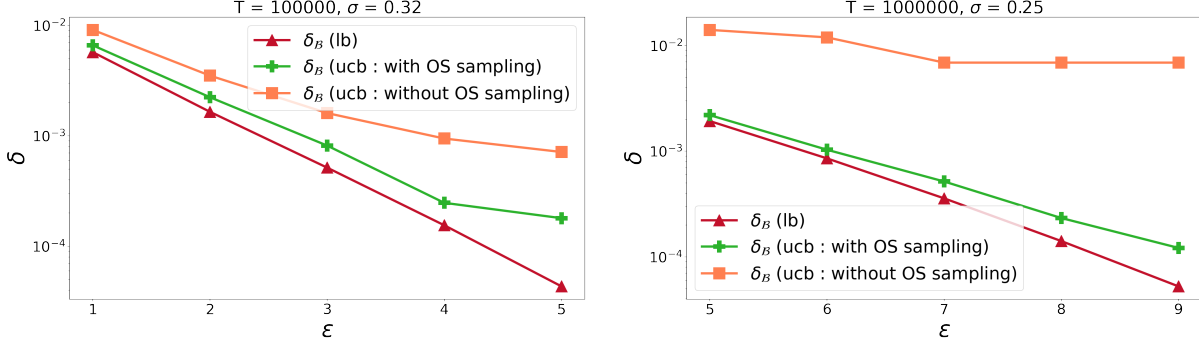 T = 100000, σ = 0.32
δ
10⁻²
10⁻³
10⁻⁴
δ_ℬ (lb)
δ_ℬ (ucb : with OS sampling)
δ_ℬ (ucb : without OS sampling)
1 2 3 4 5
ε
T = 1000000, σ = 0.25
δ
10⁻²
10⁻³
10⁻⁴
δ_ℬ (lb)
δ_ℬ (ucb : with OS sampling)
δ_ℬ (ucb : without OS sampling)
5 6 7 8 9
ε